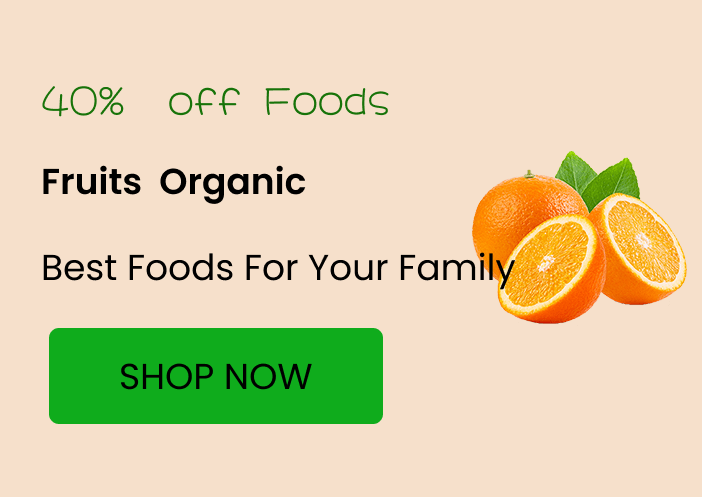 40% off Foods
Fruits Organic
Best Foods For Your Family
SHOP NOW